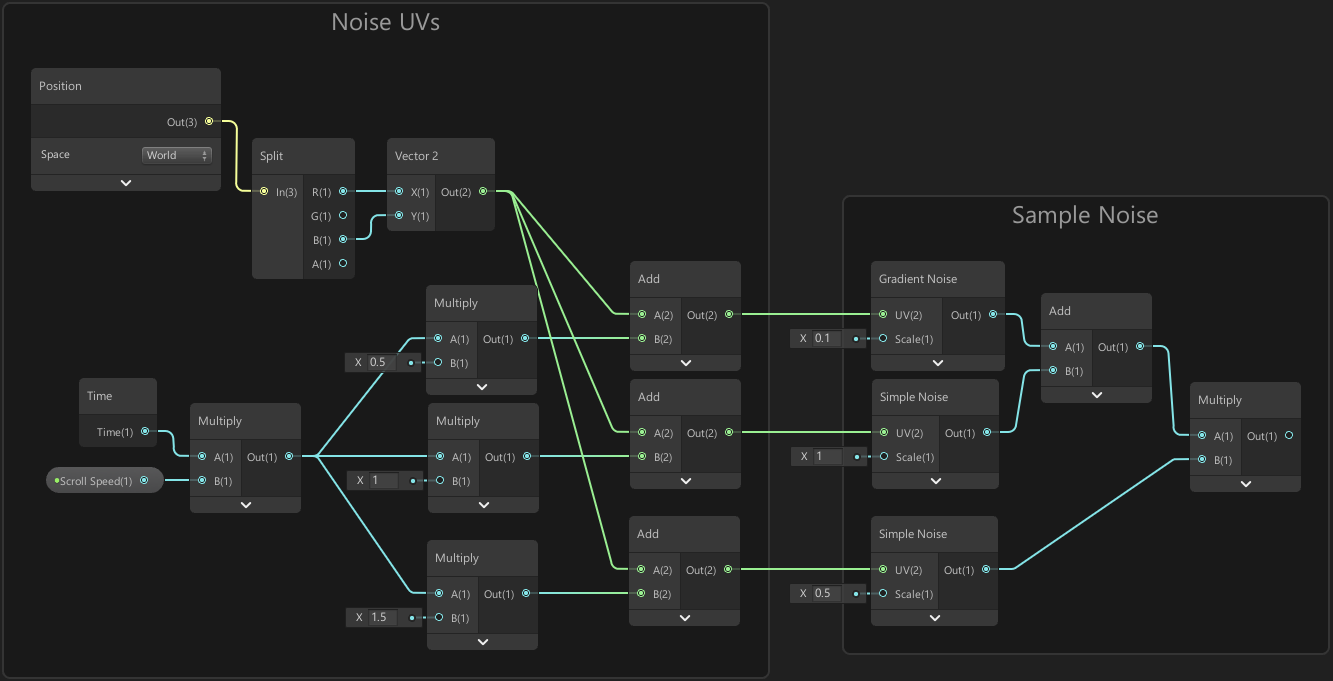 Noise UVs
Position
Out(3)
Space
World
Split
In(3)
R(1)
G(1)
B(1)
A(1)
Vector 2
X(1)
Out(2)
Y(1)
Multiply
A(1)
Out(1)
B(1)
X 0.5
Time
Time(1)
Scroll Speed(1)
Multiply
A(1)
Out(1)
B(1)
Multiply
A(1)
Out(1)
B(1)
X 1
Multiply
A(1)
Out(1)
B(1)
X 1.5
Add
A(2)
Out(2)
B(2)
Add
A(2)
Out(2)
B(2)
Add
A(2)
Out(2)
B(2)
Sample Noise
Gradient Noise
UV(2)
Out(1)
Scale(1)
X 0.1
Simple Noise
UV(2)
Out(1)
Scale(1)
X 1
Simple Noise
UV(2)
Out(1)
Scale(1)
X 0.5
Add
A(1)
Out(1)
B(1)
Multiply
A(1)
Out(1)
B(1)